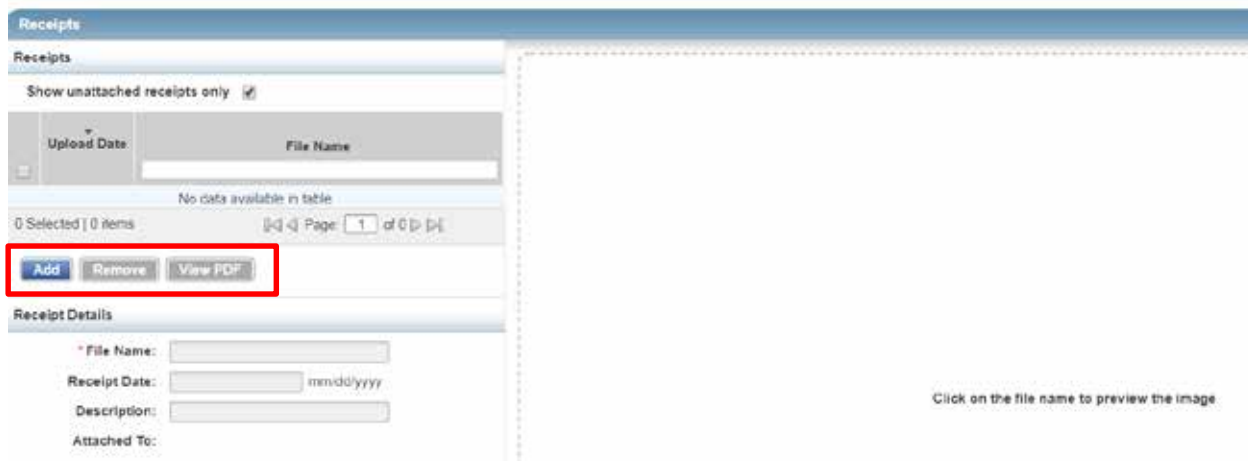 Receipts
Receipts
Show unattached receipts only
Upload Date
File Name
No data available in table
0 Selected | 0 items Page: 1 of 0
Add Remove View PDF
Receipt Details
* File Name:
Receipt Date: mm/dd/yyyy
Description:
Attached To:
Click on the file name to preview the image